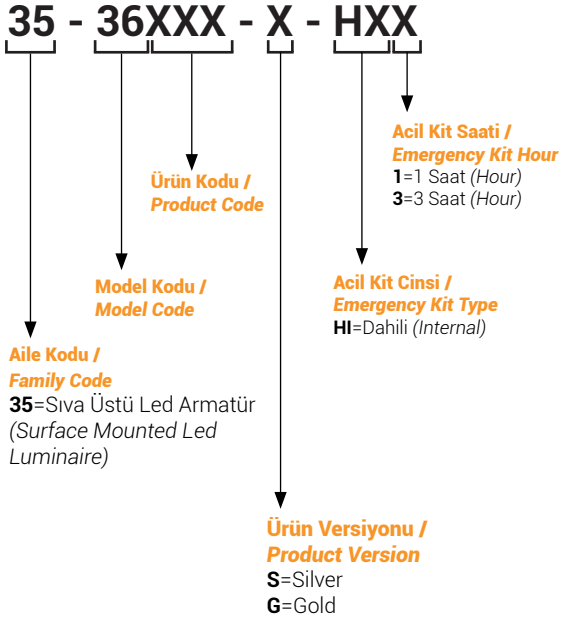 35 - 36XXX - X - HXX
Acil Kit Saati /
Emergency Kit Hour
1=1 Saat (Hour)
3=3 Saat (Hour)
Ürün Kodu /
Product Code
Model Kodu /
Model Code
Acil Kit Cinsi /
Emergency Kit Type
HI=Dahili (Internal)
Aile Kodu /
Family Code
35=Sıva Üstü Led Armatür
(Surface Mounted Led
Luminaire)
Ürün Versiyonu /
Product Version
S=Silver
G=Gold